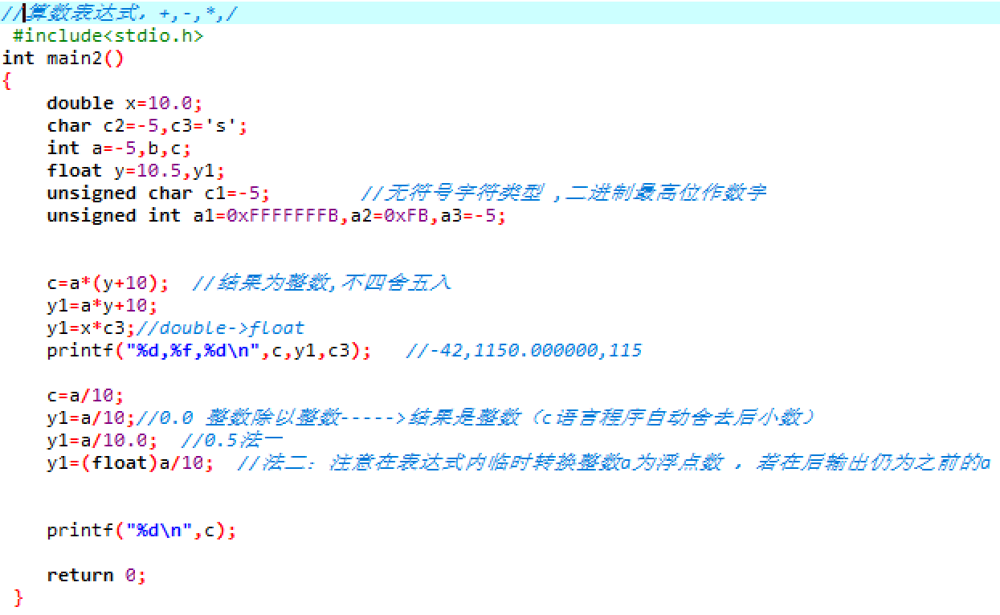 //算数表达式，+,-,*,/
#include<stdio.h>
int main2()
{
double x=10.0;
char c2=-5,c3='s';
int a=-5,b,c;
float y=10.5,y1;
unsigned char c1=-5; //无符号字符类型 ,二进制最高位作数字
unsigned int a1=0xFFFFFFFB,a2=0xFB,a3=-5;
c=a*(y+10); //结果为整数,不四舍五入
y1=a*y+10;
y1=x*c3;//double->float
printf("%d,%f,%d\n",c,y1,c3); //-42,1150.000000,115
c=a/10;
y1=a/10;//0.0 整数除以整数----->结果是整数（c语言程序自动舍去后小数）
y1=a/10.0; //0.5法一
y1=(float)a/10; //法二：注意在表达式内临时转换整数a为浮点数 ，若在后输出仍为之前的a
printf("%d\n",c);
return 0;
}